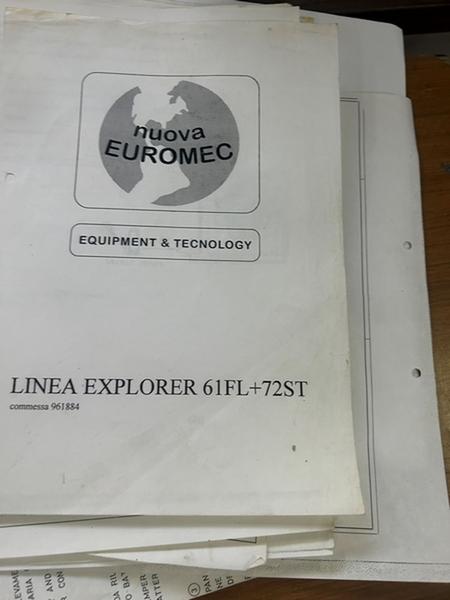 nuova
EUROMEC
EQUIPMENT & TECNOLOGY
LINEA EXPLORER 61FL+72ST
commessa 961884